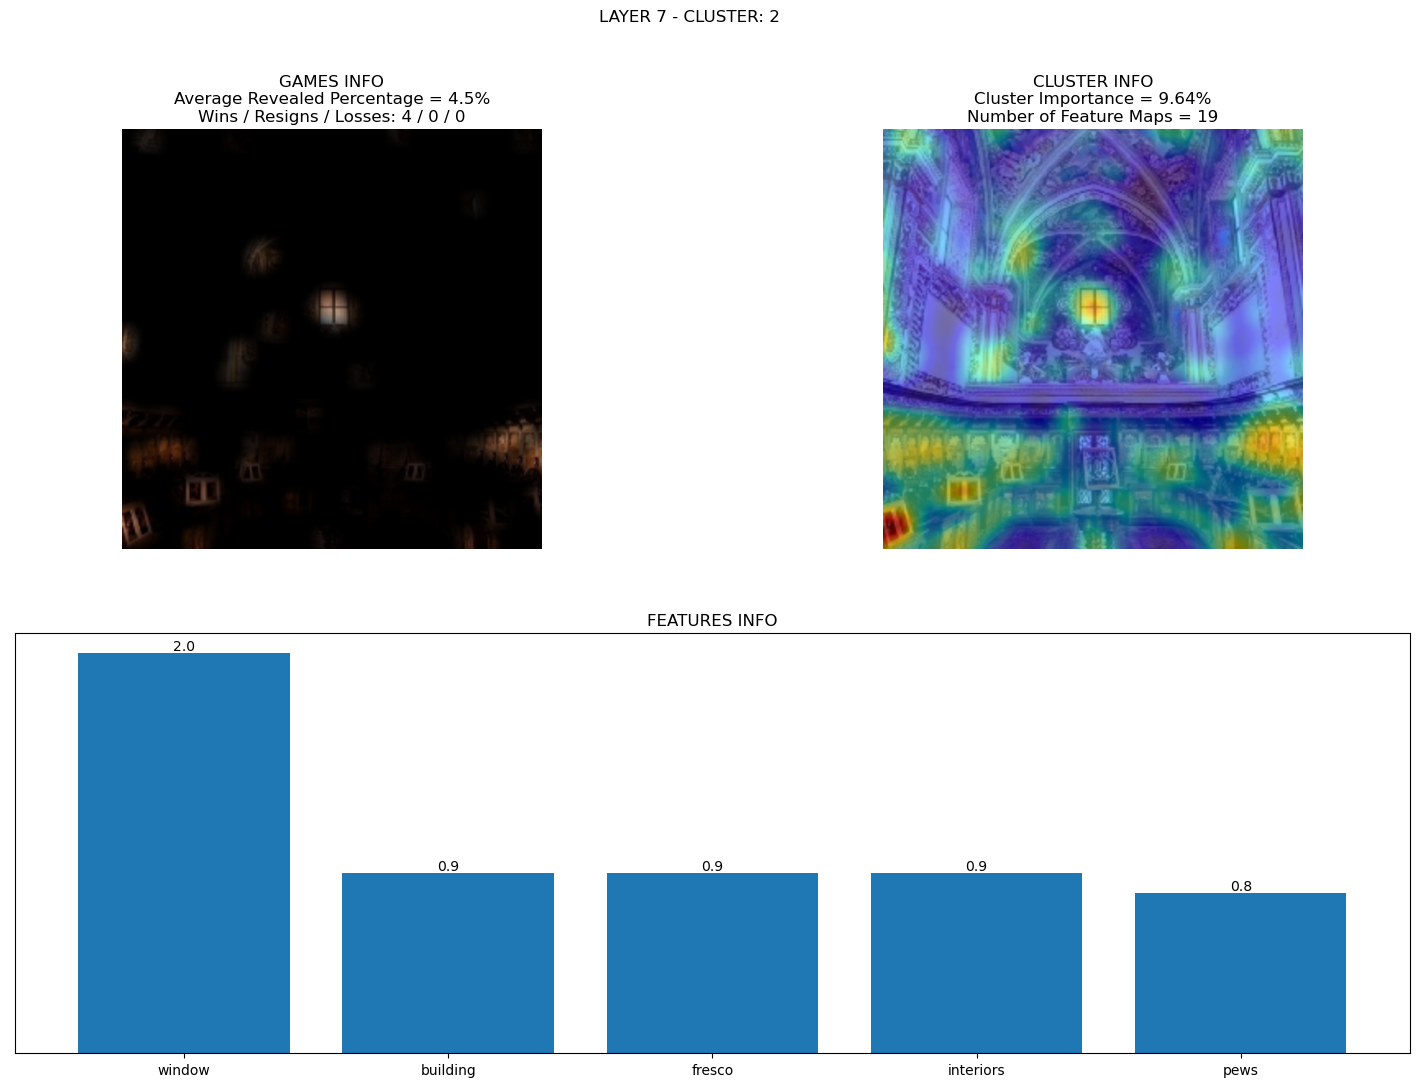 LAYER 7 - CLUSTER: 2
GAMES INFO
Average Revealed Percentage = 4.5%
Wins / Resigns / Losses: 4 / 0 / 0
CLUSTER INFO
Cluster Importance = 9.64%
Number of Feature Maps = 19
FEATURES INFO
2.0
0.9
0.9
0.9
0.8
window
building
fresco
interiors
pews